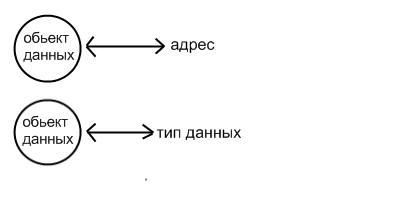 обьект
данных
адрес
обьект
данных
тип данных